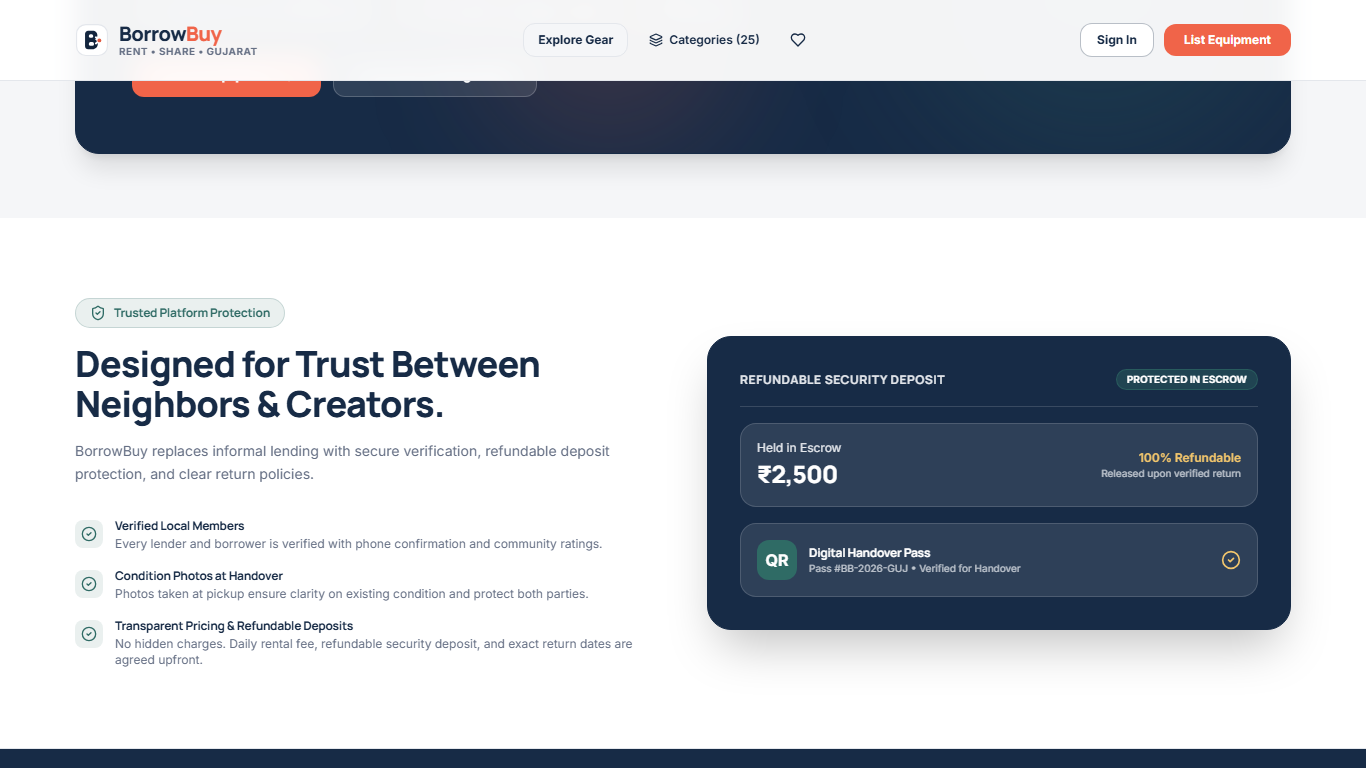 BorrowBuy
RENT • SHARE • GUJARAT
Explore Gear
Categories (25)
Sign In
List Equipment
Trusted Platform Protection
Designed for Trust Between
Neighbors & Creators.
BorrowBuy replaces informal lending with secure verification, refundable deposit
protection, and clear return policies.
Verified Local Members
Every lender and borrower is verified with phone confirmation and community ratings.
Condition Photos at Handover
Photos taken at pickup ensure clarity on existing condition and protect both parties.
Transparent Pricing & Refundable Deposits
No hidden charges. Daily rental fee, refundable security deposit, and exact return dates are
agreed upfront.
REFUNDABLE SECURITY DEPOSIT
PROTECTED IN ESCROW
Held in Escrow
₹2,500
100% Refundable
Released upon verified return
QR
Digital Handover Pass
Pass #BB-2026-GUJ • Verified for Handover